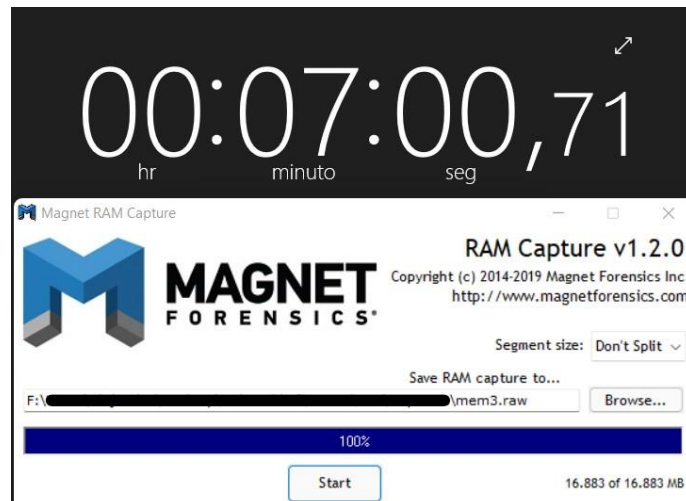 00:07:00,71
hr minuto seg
Magnet RAM Capture
RAM Capture v1.2.0
MAGNET
FORENSICS®
Copyright (c) 2014-2019 Magnet Forensics Inc
http://www.magnetforensics.com
Segment size: Don't Split
Save RAM capture to...
F:\ \mem3.raw Browse...
100%
Start 16.883 of 16.883 MB